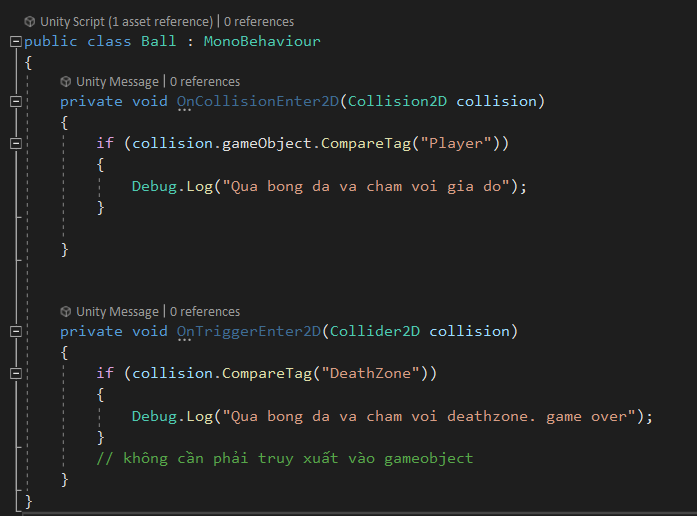 Unity Script (1 asset reference) | 0 references
public class Ball : MonoBehaviour
{
Unity Message | 0 references
private void OnCollisionEnter2D(Collision2D collision)
{
if (collision.gameObject.CompareTag("Player"))
{
Debug.Log("Qua bong da va cham voi gia do");
}
}
Unity Message | 0 references
private void OnTriggerEnter2D(Collider2D collision)
{
if (collision.CompareTag("DeathZone"))
{
Debug.Log("Qua bong da va cham voi deathzone. game over");
}
// không cần phải truy xuất vào gameobject
}
}